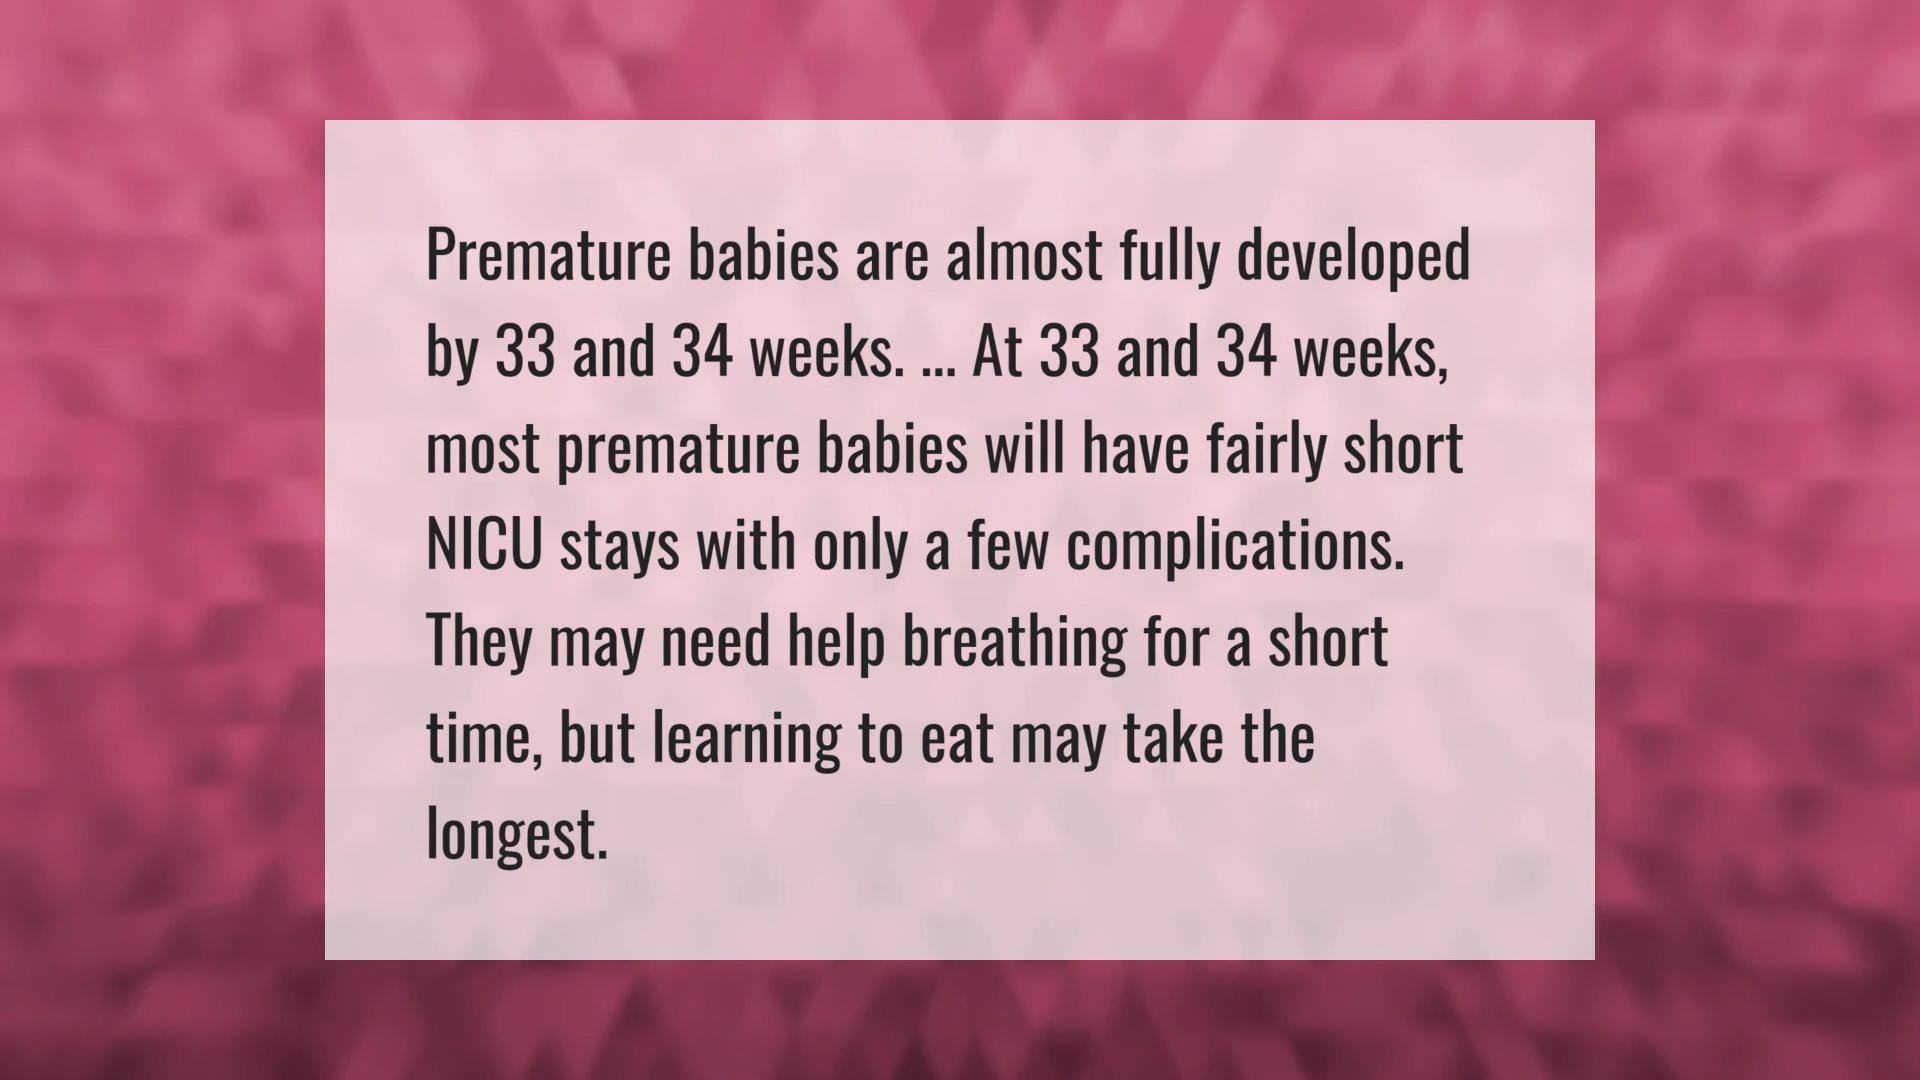 Premature babies are almost fully developed
by 33 and 34 weeks. ... At 33 and 34 weeks,
most premature babies will have fairly short
NICU stays with only a few complications.
They may need help breathing for a short
time, but learning to eat may take the
longest.